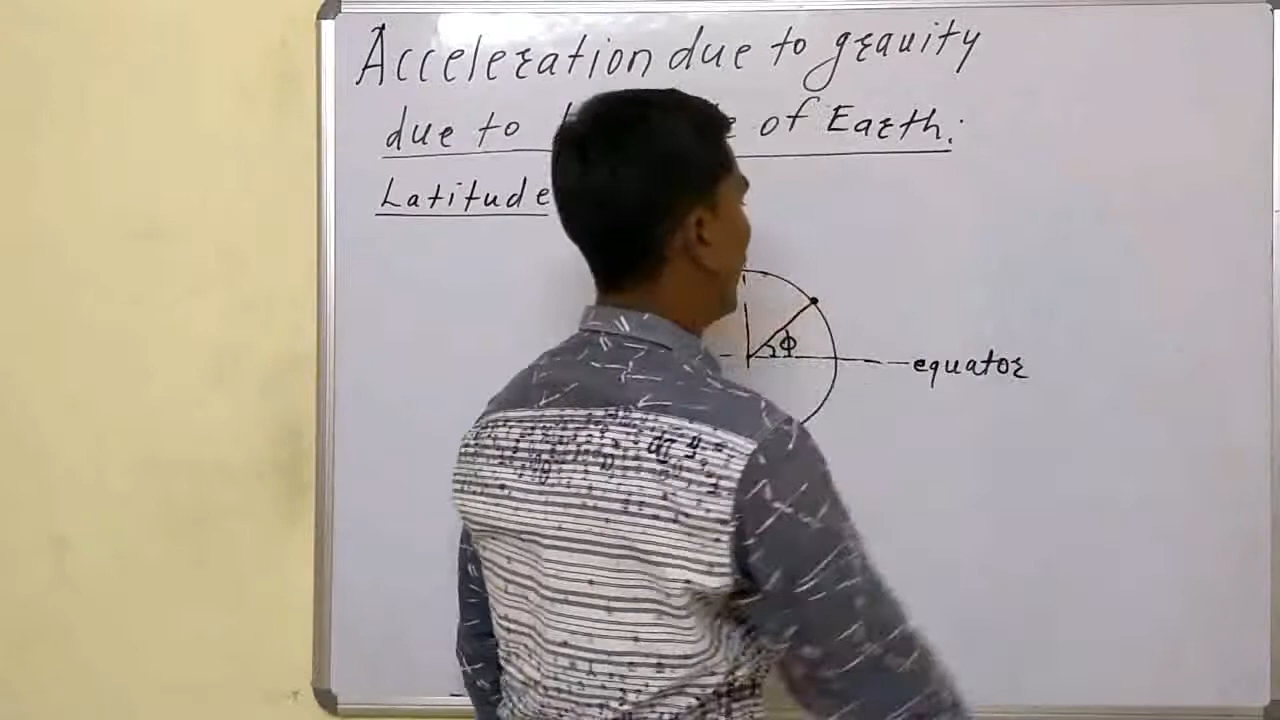 Acceleration due to gravity
due to of Earth:
Latitude
ϕ
equator